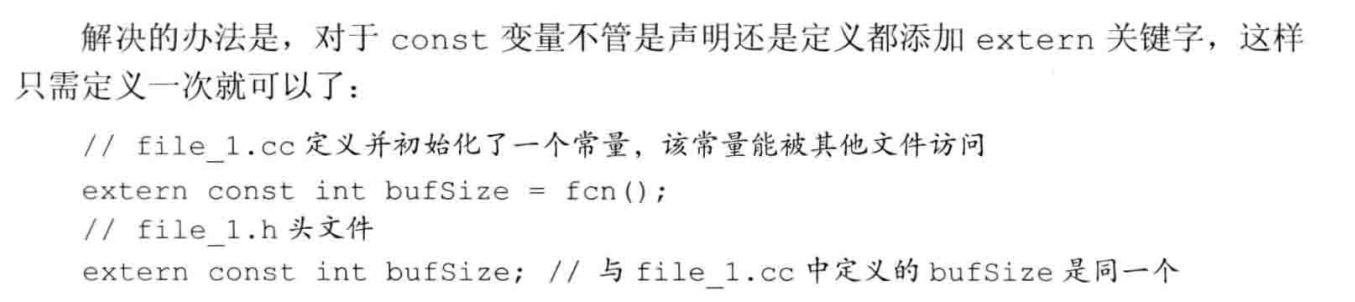 解决的办法是，对于 const 变量不管是声明还是定义都添加 extern 关键字，这样
只需定义一次就可以了：
// file_1.cc 定义并初始化了一个常量，该常量能被其他文件访问
extern const int bufSize = fcn();
// file_1.h 头文件
extern const int bufSize; // 与 file_1.cc 中定义的 bufSize 是同一个